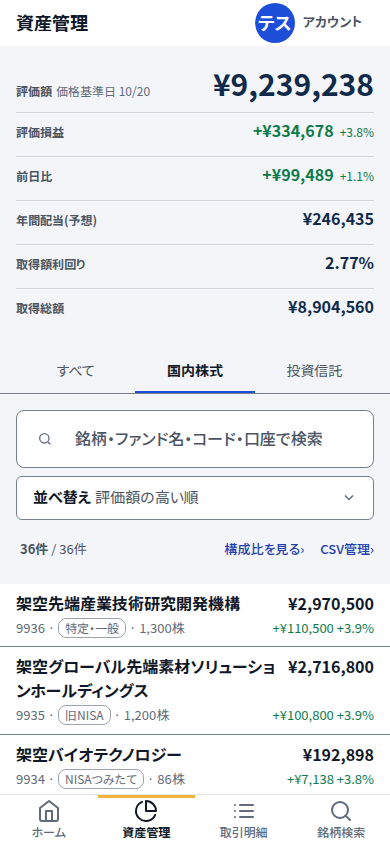 資産管理
テス アカウント
評価額 価格基準日 10/20 ¥9,239,238
評価損益 +¥334,678 +3.8%
前日比 +¥99,489 +1.1%
年間配当(予想) ¥246,435
取得額利回り 2.77%
取得総額 ¥8,904,560
すべて 国内株式 投資信託
銘柄・ファンド名・コード・口座で検索
並べ替え 評価額の高い順
36件 / 36件 構成比を見る› CSV管理›
架空先端産業技術研究開発機構 ¥2,970,500
9936 · 特定・一般 · 1,300株 +¥110,500 +3.9%
架空グローバル先端素材ソリューショ ¥2,716,800
ンホールディングス
9935 · 旧NISA · 1,200株 +¥100,800 +3.9%
架空バイオテクノロジー ¥192,898
9934 · NISAつみたて · 86株 +¥7,138 +3.8%
ホーム 資産管理 取引明細 銘柄検索